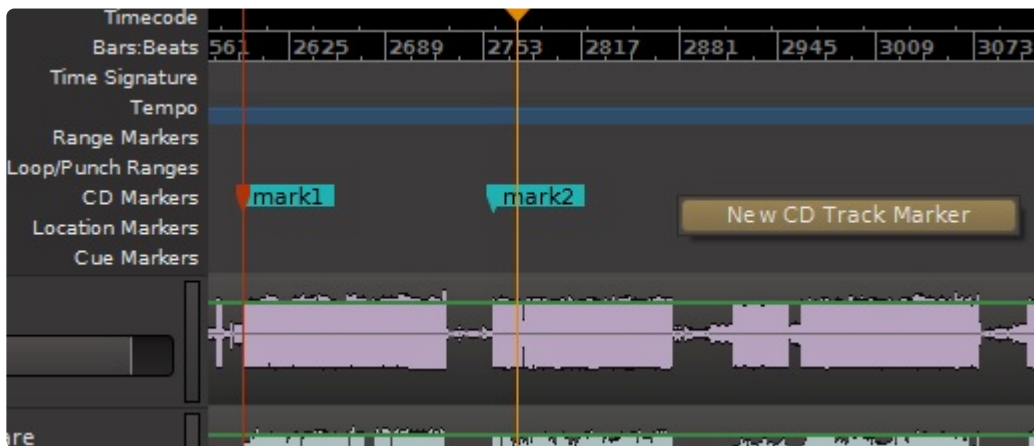 Timecode
Bars:Beats
561 2625 2689 2753 2817 2881 2945 3009 3073
Time Signature
Tempo
Range Markers
Loop/Punch Ranges
CD Markers
mark1 mark2
New CD Track Marker
Location Markers
Cue Markers
are